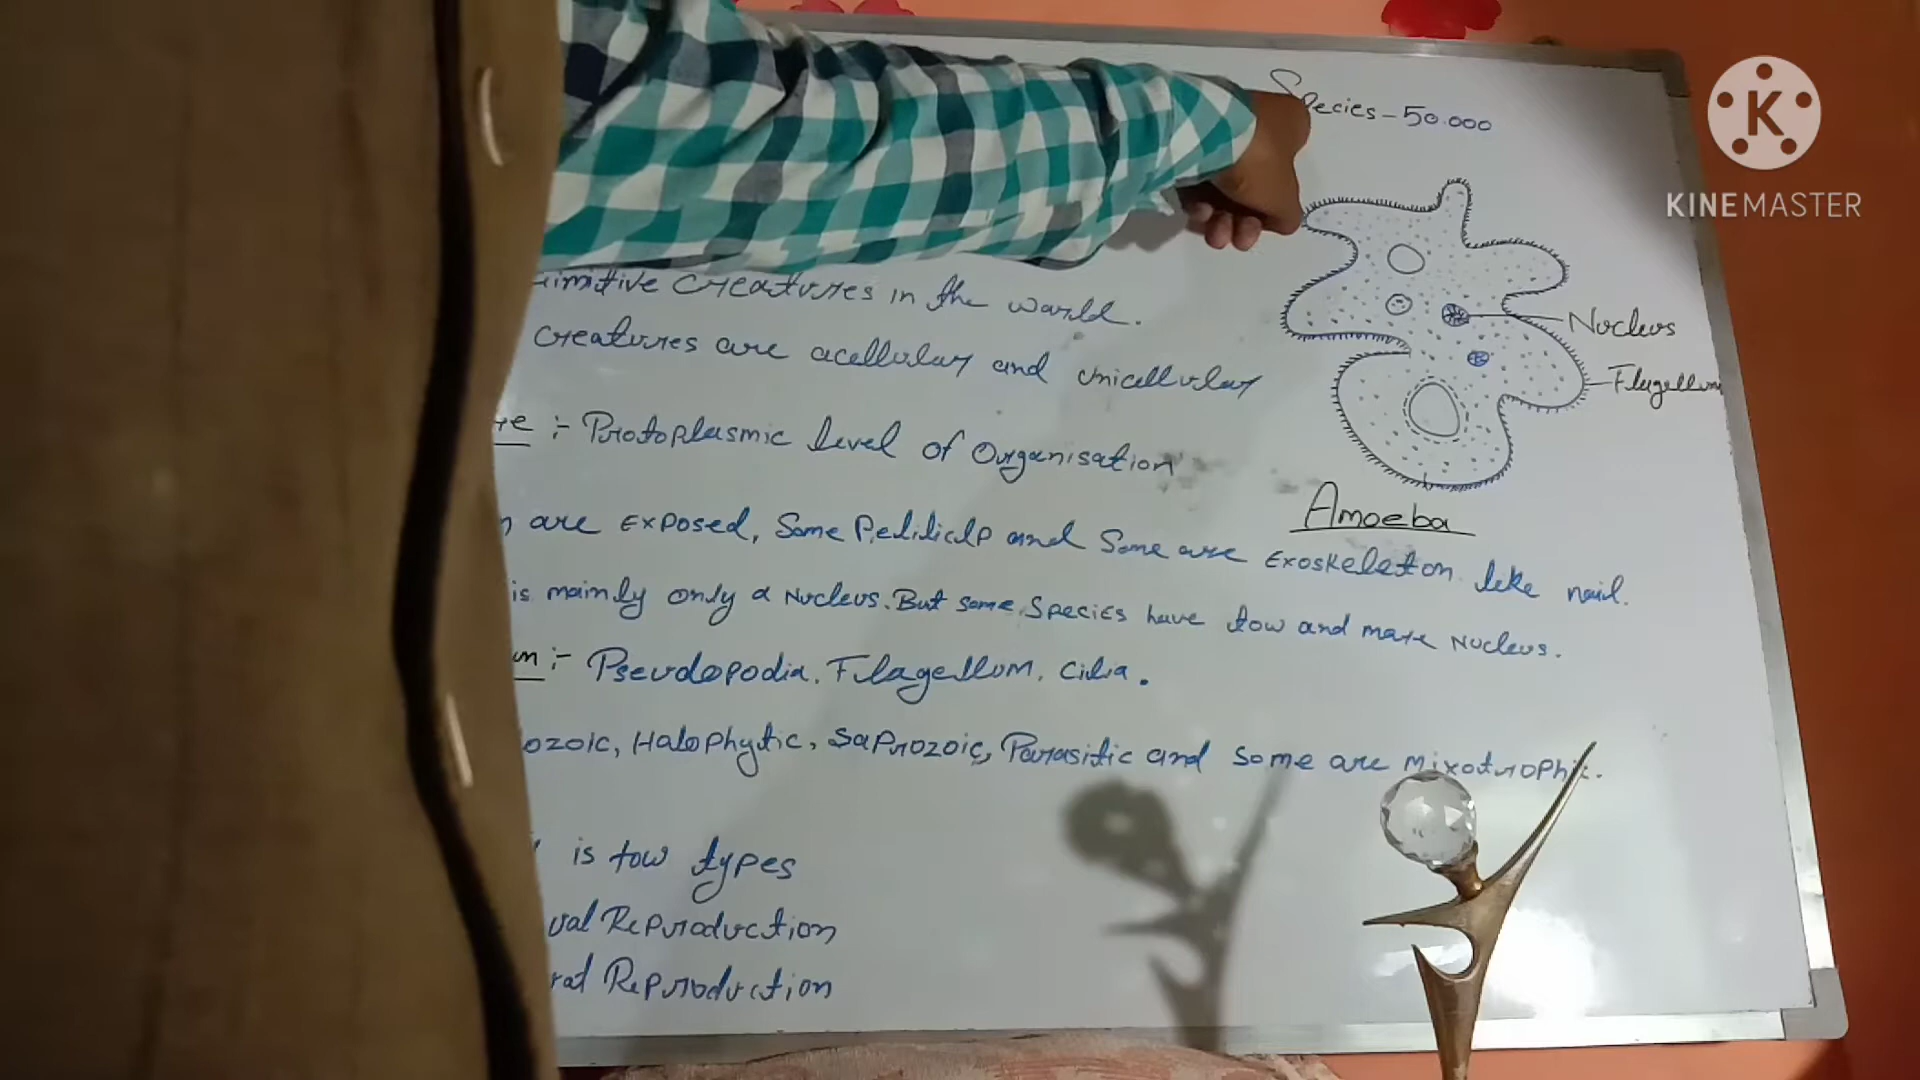 Species-50.000
KINEMASTER
Nucleus
Flagellum
Amoeba
imitive creatures in the world.
creatures are acellular and unicellular
re :- Protoplasmic level of Organisation
are exposed, Some and Some are Exoskeleton like nail.
is mainly only a Nucleus. But some Species have tow and more Nucleus.
:- Pseudopodia, Flagellum, Cilia.
ozoic, Halophytic, Saprozoic, Parasitic and some are Mixotrophic.
is tow types
ual Reproduction
Reproduction